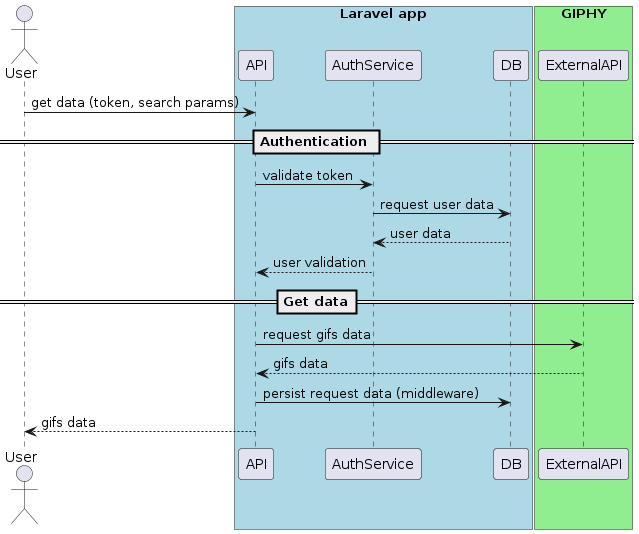 Laravel app
GIPHY
User
API
AuthService
DB
ExternalAPI
get data (token, search params)
Authentication
validate token
request user data
user data
user validation
Get data
request gifs data
gifs data
persist request data (middleware)
gifs data
User
API
AuthService
DB
ExternalAPI